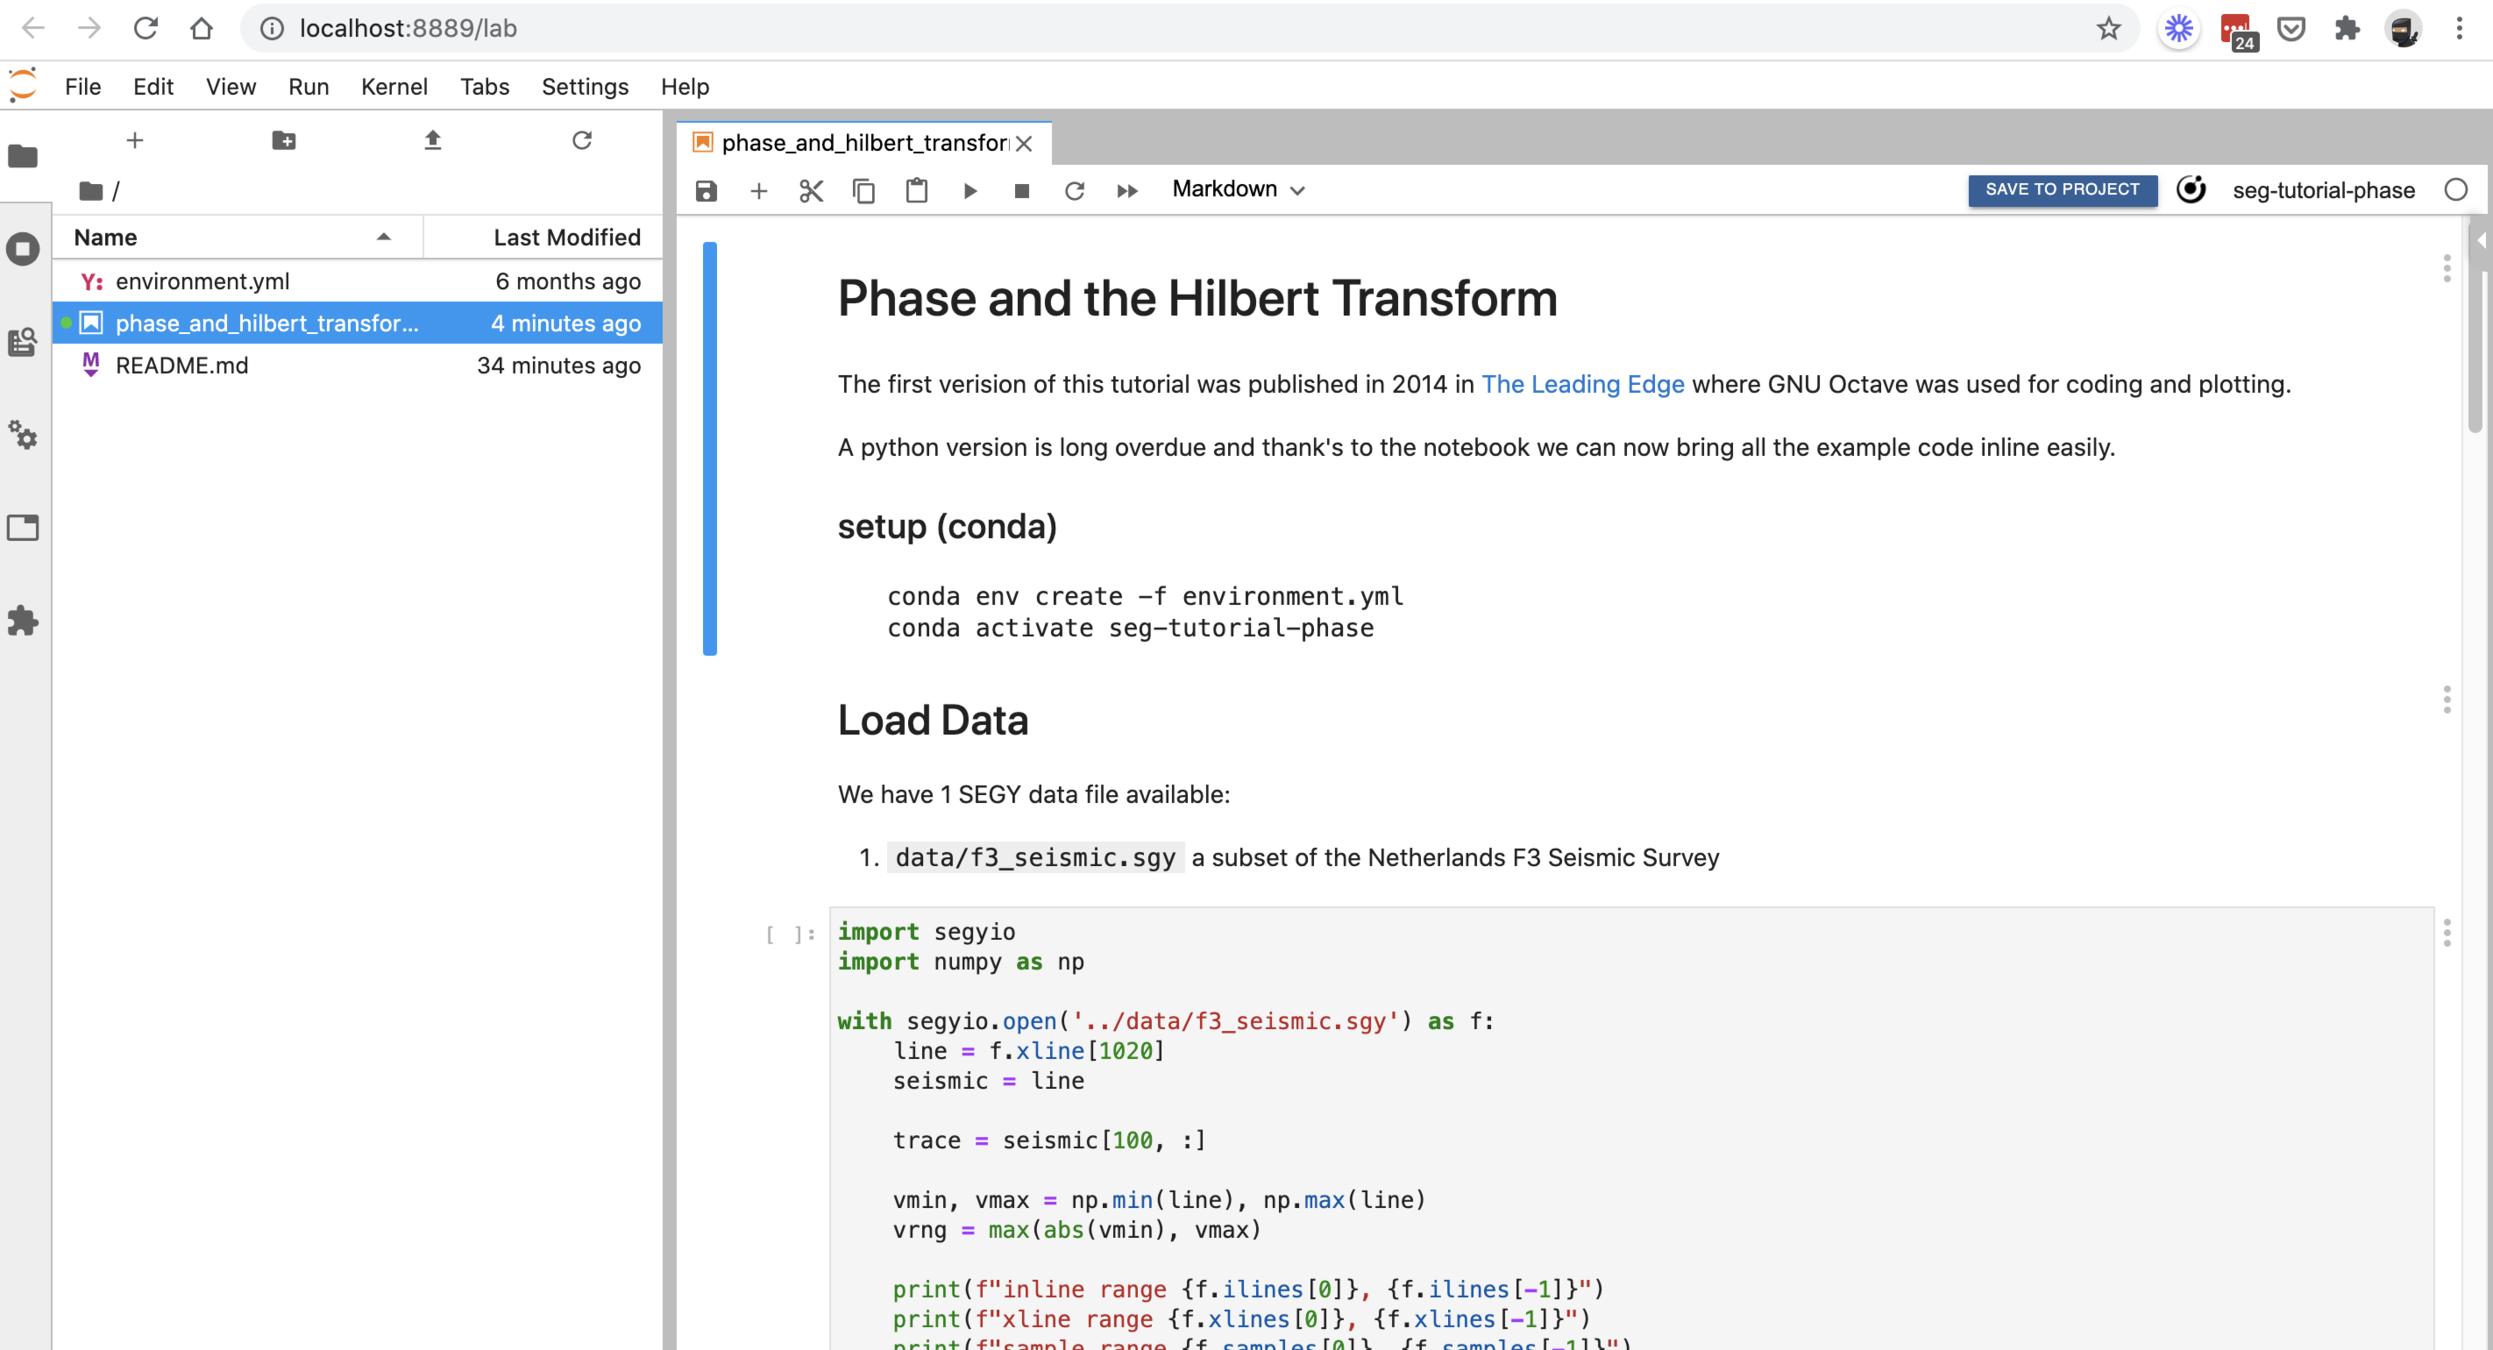 localhost:8889/lab
24
File Edit View Run Kernel Tabs Settings Help
phase_and_hilbert_transfor
/
Markdown
SAVE TO PROJECT
seg-tutorial-phase
Name Last Modified
Y: environment.yml 6 months ago
phase_and_hilbert_transfor... 4 minutes ago
M README.md 34 minutes ago
Phase and the Hilbert Transform
The first verision of this tutorial was published in 2014 in The Leading Edge where GNU Octave was used for coding and plotting.
A python version is long overdue and thank's to the notebook we can now bring all the example code inline easily.
setup (conda)
conda env create -f environment.yml
conda activate seg-tutorial-phase
Load Data
We have 1 SEGY data file available:
1. data/f3_seismic.sgy a subset of the Netherlands F3 Seismic Survey
[ ]: import segyio
import numpy as np
with segyio.open('../data/f3_seismic.sgy') as f:
line = f.xline[1020]
seismic = line
trace = seismic[100, :]
vmin, vmax = np.min(line), np.max(line)
vrng = max(abs(vmin), vmax)
print(f"inline range {f.ilines[0]}, {f.ilines[-1]}")
print(f"xline range {f.xlines[0]}, {f.xlines[-1]}")
print(f"sample range {f.samples[0]}, {f.samples[-1]}")